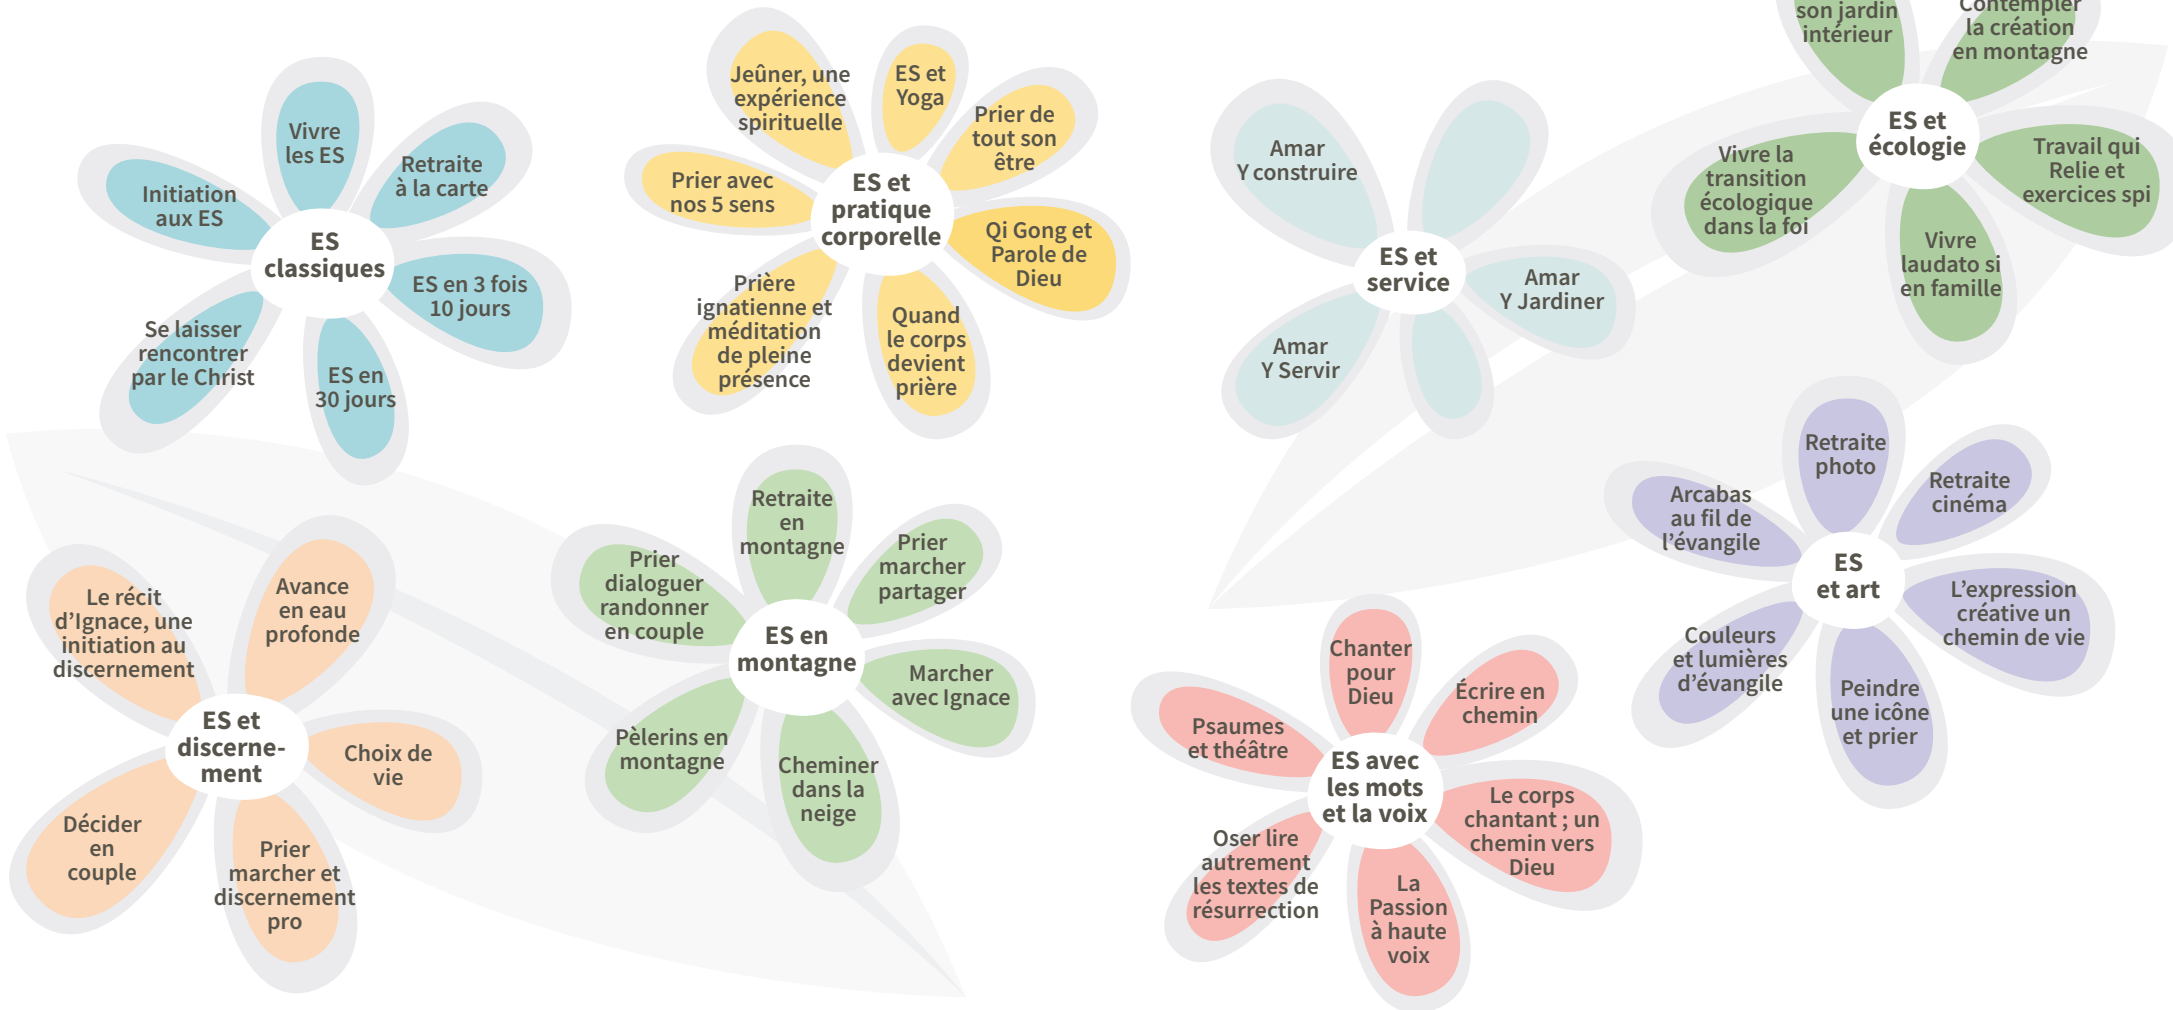 Vivre
les ES
Retraite
à la carte
Initiation
aux ES
ES
classiques
ES en 3 fois
10 jours
Se laisser
rencontrer
par le Christ
ES en
30 jours
Jeûner, une
expérience
spirituelle
ES et
Yoga
Prier de
tout son
être
Prier avec
nos 5 sens
ES et
pratique
corporelle
Qi Gong et
Parole de
Dieu
Prière
ignatienne et
méditation
de pleine
présence
Quand
le corps
devient
prière
Amar
Y construire
ES et
service
Amar
Y Jardiner
Amar
Y Servir
son jardin
intérieur
Contempler
la création
en montagne
ES et
écologie
Vivre la
transition
écologique
dans la foi
Travail qui
Relie et
exercices spi
Vivre
laudato si
en famille
Le récit
d’Ignace, une
initiation au
discernement
Avance
en eau
profonde
ES et
discerne-
ment
Choix de
vie
Décider
en
couple
Prier
marcher et
discernement
pro
Retraite
en
montagne
Prier
dialoguer
randonner
en couple
Prier
marcher
partager
ES en
montagne
Marcher
avec Ignace
Pèlerins en
montagne
Cheminer
dans la
neige
Chanter
pour
Dieu
Écrire en
chemin
Psaumes
et théâtre
ES avec
les mots
et la voix
Le corps
chantant ; un
chemin vers
Dieu
Oser lire
autrement
les textes de
résurrection
La
Passion
à haute
voix
Retraite
photo
Retraite
cinéma
Arcabas
au fil de
l’évangile
ES
et art
L’expression
créative un
chemin de vie
Couleurs
et lumières
d’évangile
Peindre
une icône
et prier